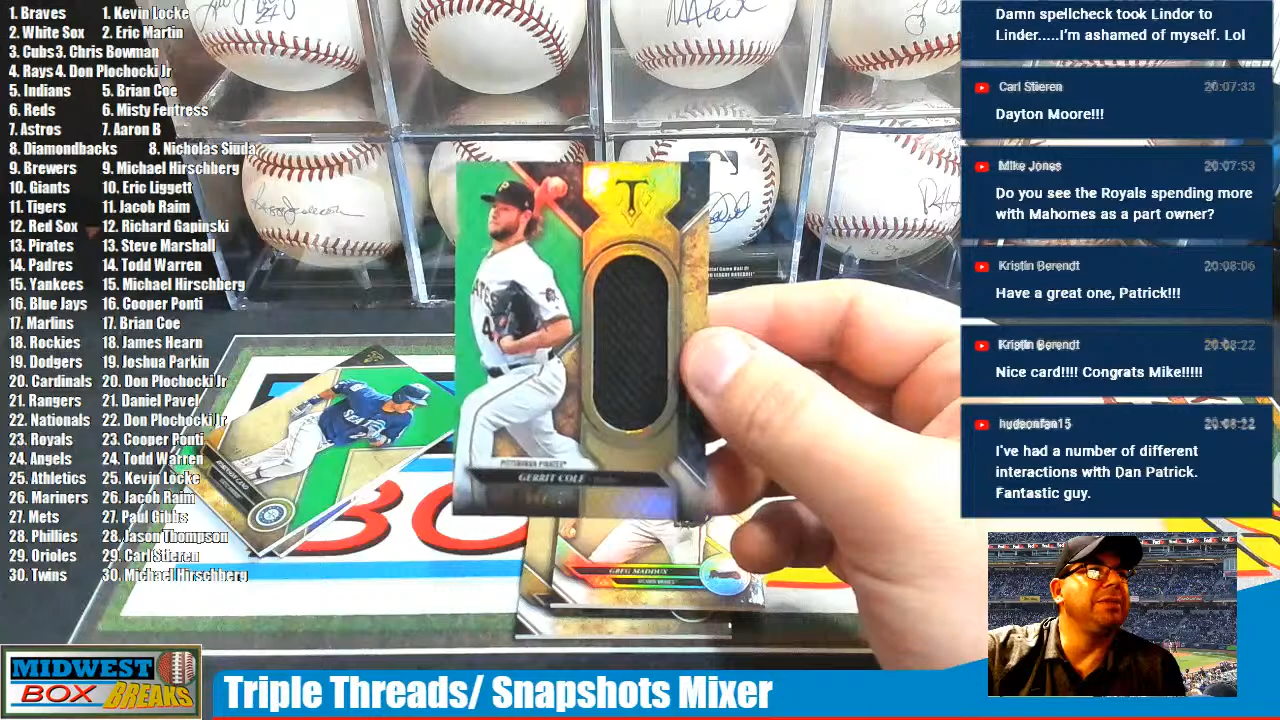 1. Braves 1. Kevin Locke
2. White Sox 2. Eric Martin
3. Cubs 3. Chris Bowman
4. Rays 4. Don Plochocki Jr
5. Indians 5. Brian Coe
6. Reds 6. Misty Fentress
7. Astros 7. Aaron B
8. Diamondbacks 8. Nicholas Siuda
9. Brewers 9. Michael Hirschberg
10. Giants 10. Eric Liggett
11. Tigers 11. Jacob Raim
12. Red Sox 12. Richard Gapinski
13. Pirates 13. Steve Marshall
14. Padres 14. Todd Warren
15. Yankees 15. Michael Hirschberg
16. Blue Jays 16. Cooper Ponti
17. Marlins 17. Brian Coe
18. Rockies 18. James Hearn
19. Dodgers 19. Joshua Parkin
20. Cardinals 20. Don Plochocki Jr
21. Rangers 21. Daniel Pavel
22. Nationals 22. Don Plochocki Jr
23. Royals 23. Cooper Ponti
24. Angels 24. Todd Warren
25. Athletics 25. Kevin Locke
26. Mariners 26. Jacob Raim
27. Mets 27. Paul Gibbs
28. Phillies 28. Jason Thompson
29. Orioles 29. Carl Stieren
30. Twins 30. Michael Hirschberg
Damn spellcheck took Lindor to
Linder.....I'm ashamed of myself. Lol
Carl Stieren 20:07:33
Dayton Moore!!!
Mike Jones 20:07:53
Do you see the Royals spending more
with Mahomes as a part owner?
Kristin Berendt 20:08:06
Have a great one, Patrick!!!
Kristin Berendt 20:08:22
Nice card!!!! Congrats Mike!!!!!
hudsonfan15 20:08:22
I've had a number of different
interactions with Dan Patrick.
Fantastic guy.
T
PITTSBURGH PIRATES
GERRIT COLE
GREG MADDUX
BO
MIDWEST
BOX BREAKS
Triple Threads/ Snapshots Mixer